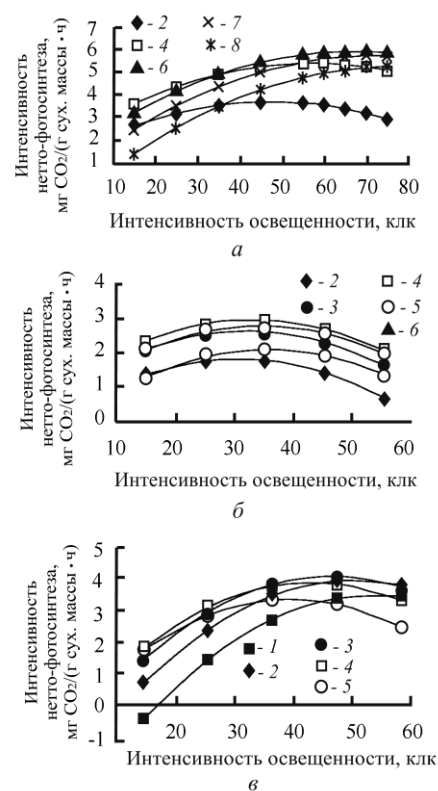 Интенсивность
нетто-фотосинтеза,
мг CO2/(г сух. массы · ч)
6
5
4
3
2
1
- 2
- 7
- 4
- 8
- 6
10 20 30 40 50 60 70 80
Интенсивность освещенности, клк
а
Интенсивность
нетто-фотосинтеза,
мг CO2/(г сух. массы · ч)
4
3
2
1
0
- 2
- 4
- 3
- 5
- 6
10 20 30 40 50 60
Интенсивность освещенности, клк
б
Интенсивность
нетто-фотосинтеза,
мг CO2/(г сух. массы · ч)
5
4
3
2
1
0
-1
- 1
- 3
- 2
- 4
- 5
20 30 40 50 60
Интенсивность освещенности, клк
в